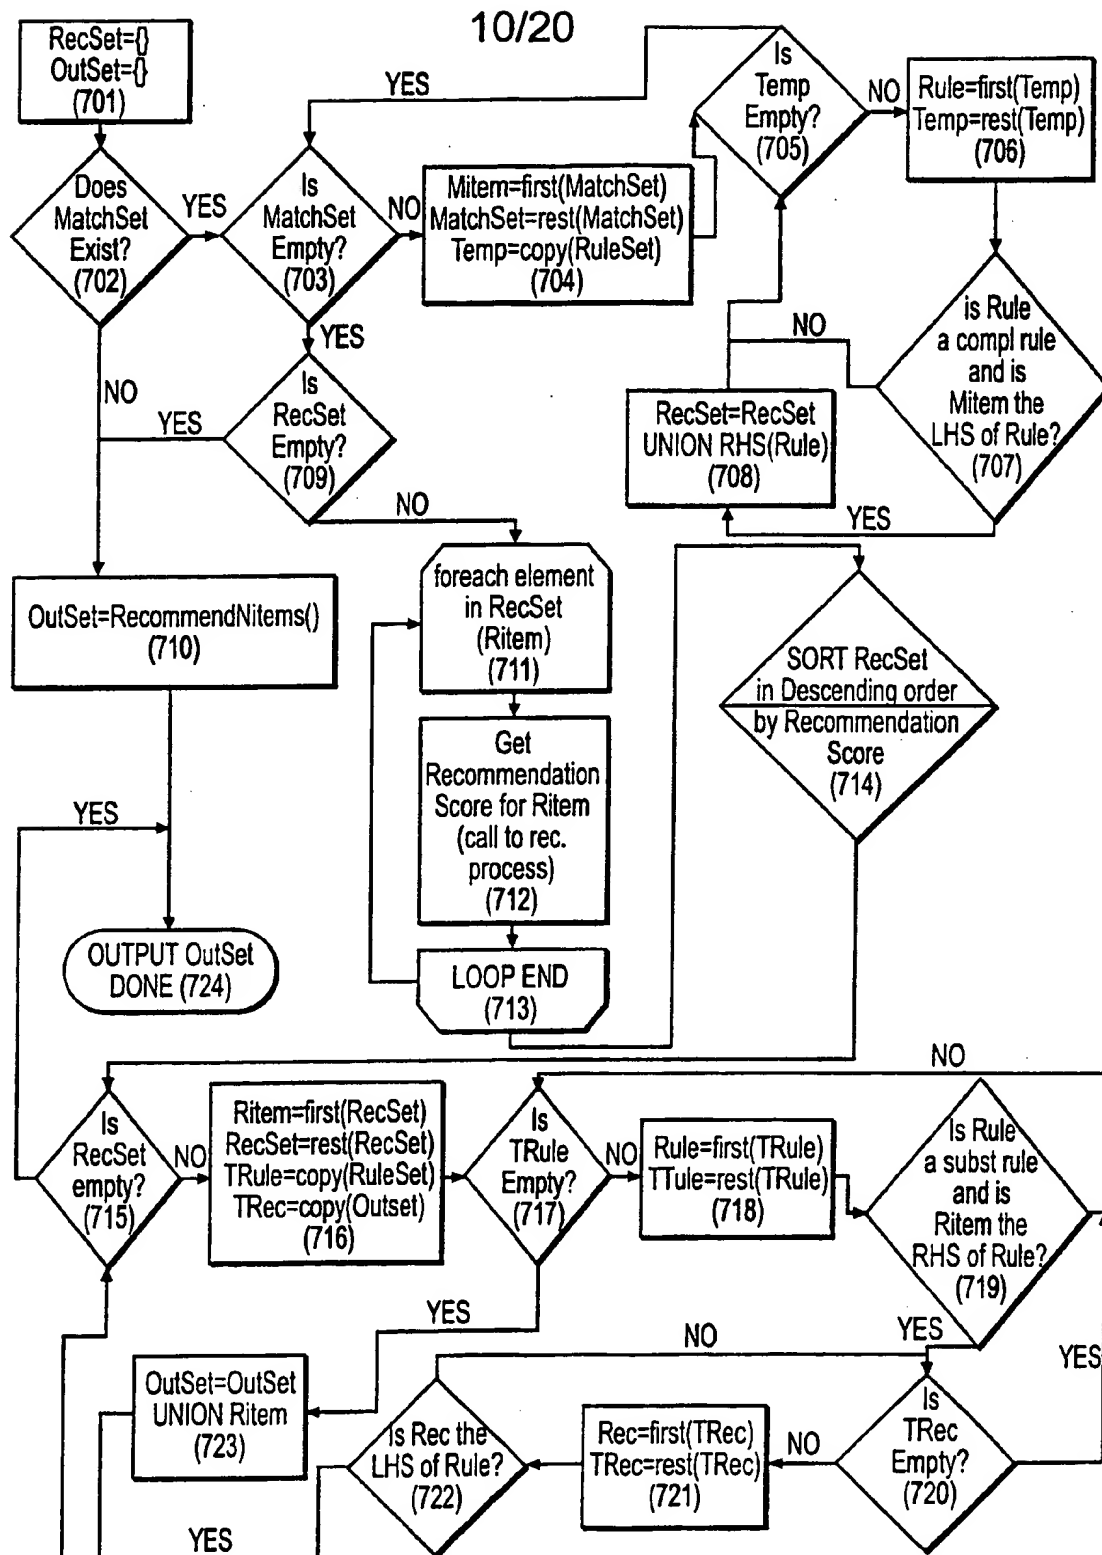 10/20
RecSet={}
OutSet={}
(701)
Does
MatchSet
Exist?
(702)
YES
NO
Is
MatchSet
Empty?
(703)
YES
NO
YES
Mitem=first(MatchSet)
MatchSet=rest(MatchSet)
Temp=copy(RuleSet)
(704)
Is
Temp
Empty?
(705)
NO
Rule=first(Temp)
Temp=rest(Temp)
(706)
is Rule
a compl rule
and is
Mitem the
LHS of Rule?
(707)
NO
YES
RecSet=RecSet
UNION RHS(Rule)
(708)
Is
RecSet
Empty?
(709)
YES
NO
OutSet=RecommendNitems()
(710)
foreach element
in RecSet
(Ritem)
(711)
Get
Recommendation
Score for Ritem
(call to rec.
process)
(712)
LOOP END
(713)
SORT RecSet
in Descending order
by Recommendation
Score
(714)
YES
OUTPUT OutSet
DONE (724)
Is
RecSet
empty?
(715)
NO
Ritem=first(RecSet)
RecSet=rest(RecSet)
TRule=copy(RuleSet)
TRec=copy(Outset)
(716)
Is
TRule
Empty?
(717)
NO
YES
Rule=first(TRule)
TTule=rest(TRule)
(718)
NO
Is Rule
a subst rule
and is
Ritem the
RHS of Rule?
(719)
YES
YES
Is
TRec
Empty?
(720)
NO
Rec=first(TRec)
TRec=rest(TRec)
(721)
NO
Is Rec the
LHS of Rule?
(722)
YES
OutSet=OutSet
UNION Ritem
(723)